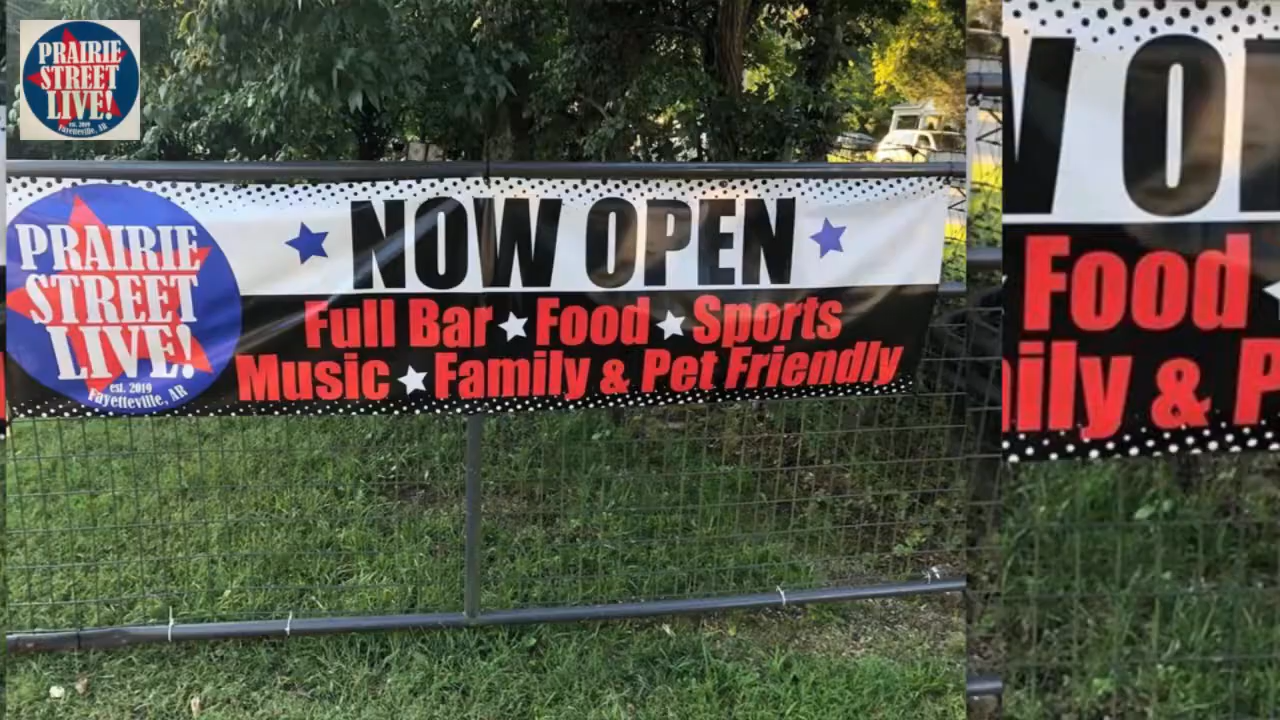 PRAIRIE
STREET
LIVE!
est. 2019
Fayetteville, AR
PRAIRIE
STREET
LIVE!
est. 2019
Fayetteville, AR
NOW OPEN
Full Bar Food Sports
Music Family & Pet Friendly
W O
Food
ily & P